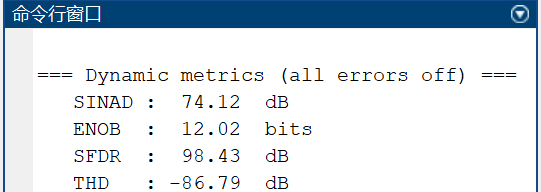 命令行窗口
=== Dynamic metrics (all errors off) ===
SINAD :  74.12  dB
ENOB  :  12.02  bits
SFDR  :  98.43  dB
THD   : -86.79  dB